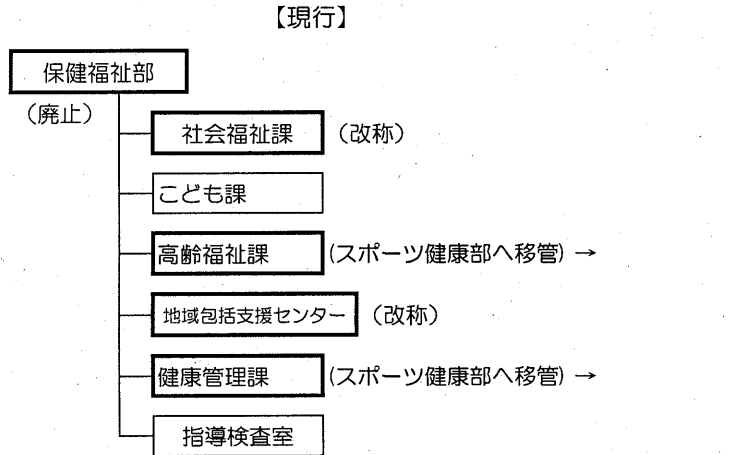 【現行】
保健福祉部
（廃止）
社会福祉課 （改称）
こども課
高齢福祉課 (スポーツ健康部へ移管) →
地域包括支援センター （改称）
健康管理課 (スポーツ健康部へ移管) →
指導検査室